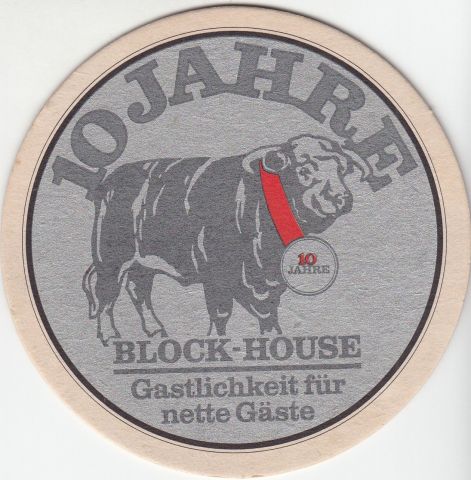 10 JAHRE
10
JAHRE
BLOCK-HOUSE
Gastlichkeit für
nette Gäste